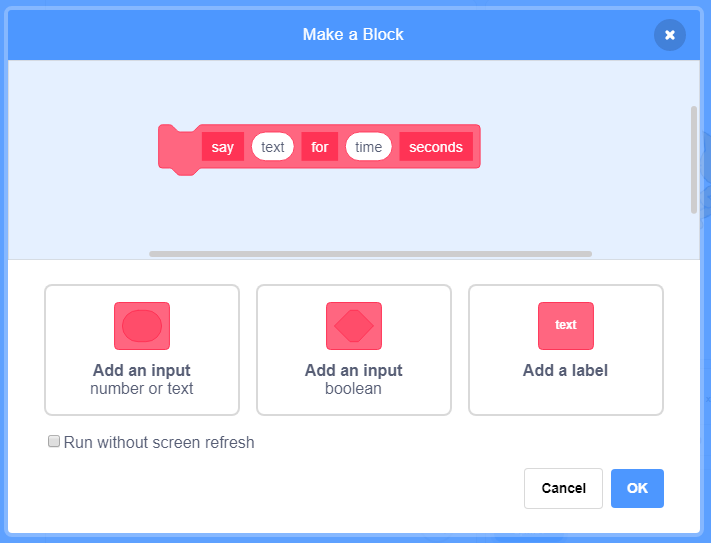 Make a Block
say text for time seconds
text
Add an input
number or text
Add an input
boolean
Add a label
Run without screen refresh
Cancel OK